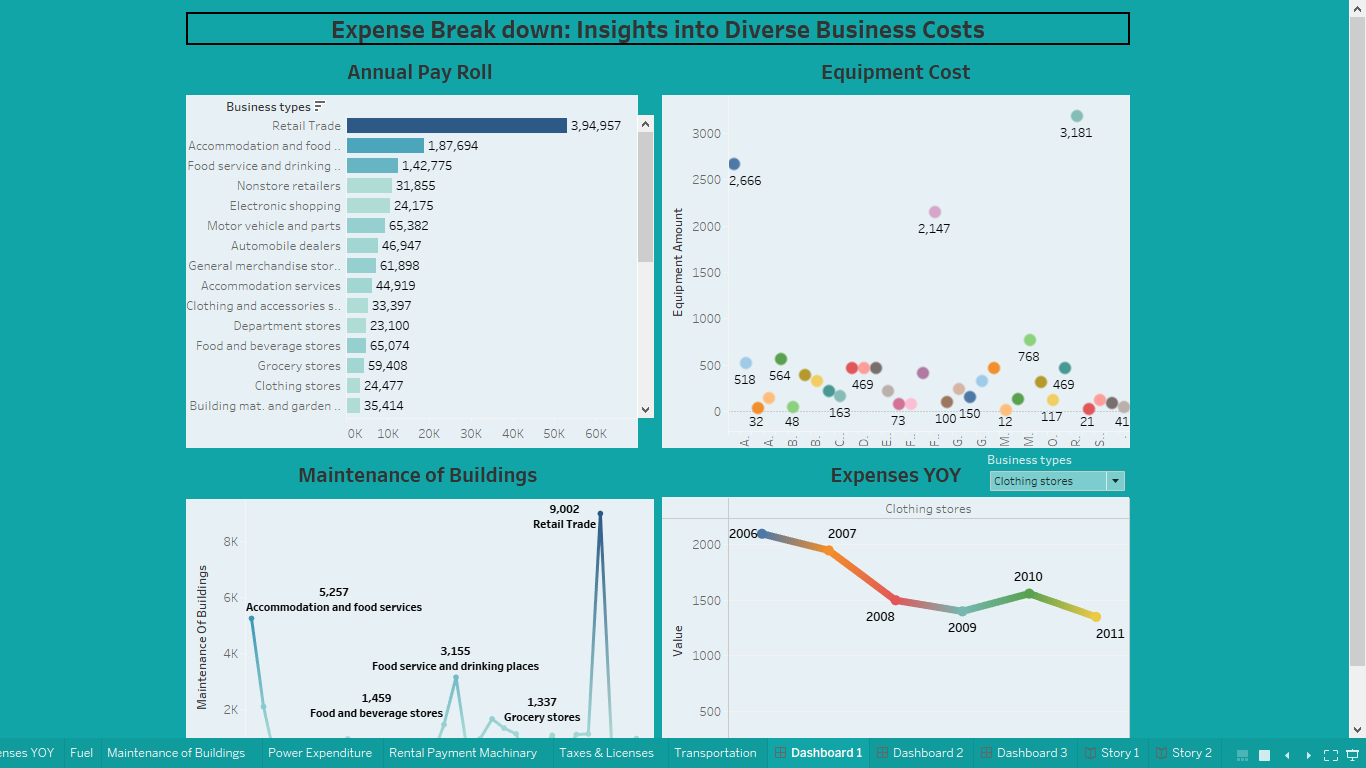 Expense Break down: Insights into Diverse Business Costs
Annual Pay Roll
Business types
Retail Trade 3,94,957
Accommodation and food .. 1,87,694
Food service and drinking .. 1,42,775
Nonstore retailers 31,855
Electronic shopping 24,175
Motor vehicle and parts 65,382
Automobile dealers 46,947
General merchandise stor.. 61,898
Accommodation services 44,919
Clothing and accessories s.. 33,397
Department stores 23,100
Food and beverage stores 65,074
Grocery stores 59,408
Clothing stores 24,477
Building mat. and garden .. 35,414
0K 10K 20K 30K 40K 50K 60K
Equipment Cost
Equipment Amount
3000
2500
2000
1500
1000
500
0
3,181
2,666
2,147
768
518
564
469
469
163
32
48
73
100
150
12
117
21
41
A.. A.. B.. B.. C.. D.. E.. F.. F.. G.. G.. M.. M.. O.. R.. S..
Maintenance of Buildings
Maintenance Of Buildings
8K
6K
4K
2K
9,002
Retail Trade
5,257
Accommodation and food services
3,155
Food service and drinking places
1,459
Food and beverage stores
1,337
Grocery stores
Expenses YOY
Business types
Clothing stores
Clothing stores
Value
2000
1500
1000
500
2006
2007
2008
2009
2010
2011
enses YOY Fuel Maintenance of Buildings Power Expenditure Rental Payment Machinary Taxes & Licenses Transportation Dashboard 1 Dashboard 2 Dashboard 3 Story 1 Story 2